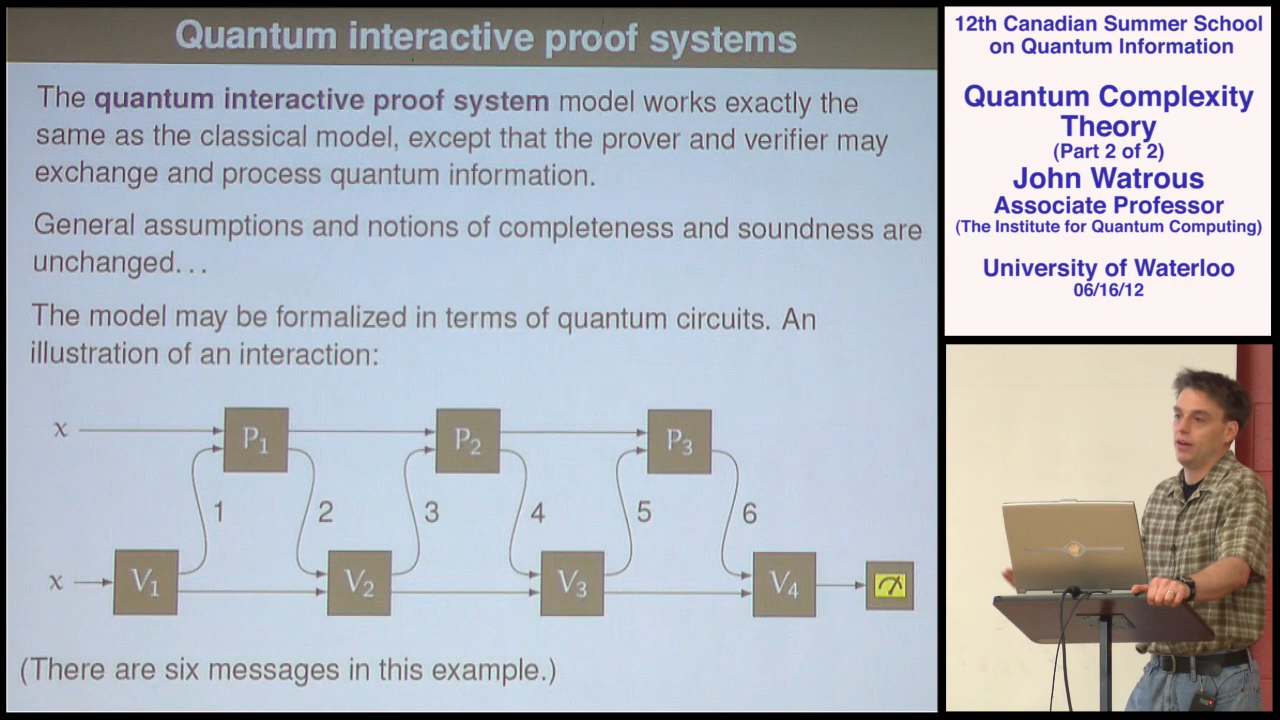 Quantum interactive proof systems
The quantum interactive proof system model works exactly the
same as the classical model, except that the prover and verifier may
exchange and process quantum information.
General assumptions and notions of completeness and soundness are
unchanged...
The model may be formalized in terms of quantum circuits. An
illustration of an interaction:
x P₁ P₂ P₃
1 2 3 4 5 6
x V₁ V₂ V₃ V₄
(There are six messages in this example.)
12th Canadian Summer School
on Quantum Information
Quantum Complexity
Theory
(Part 2 of 2)
John Watrous
Associate Professor
(The Institute for Quantum Computing)
University of Waterloo
06/16/12